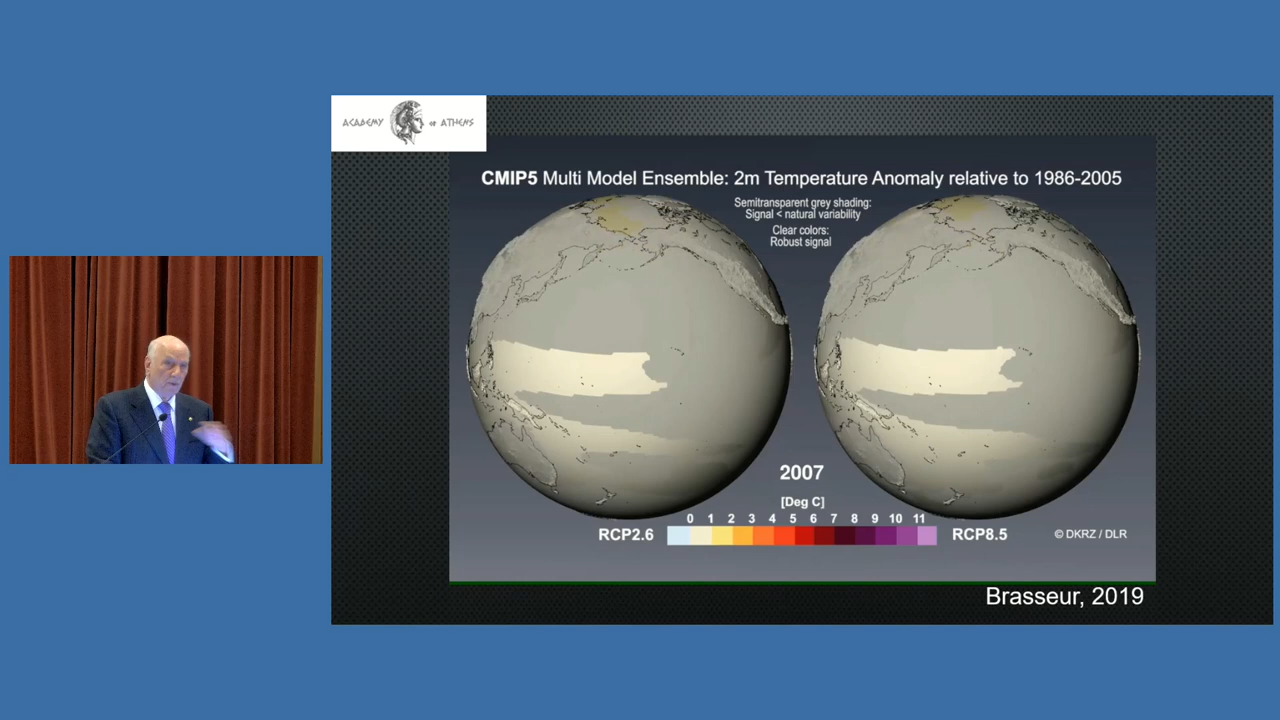 ACADEMY OF ATHENS
CMIP5 Multi Model Ensemble: 2m Temperature Anomaly relative to 1986-2005
Semitransparent grey shading:
Signal < natural variability
Clear colors:
Robust signal
2007
[Deg C]
0 1 2 3 4 5 6 7 8 9 10 11
RCP2.6
RCP8.5
© DKRZ / DLR
Brasseur, 2019